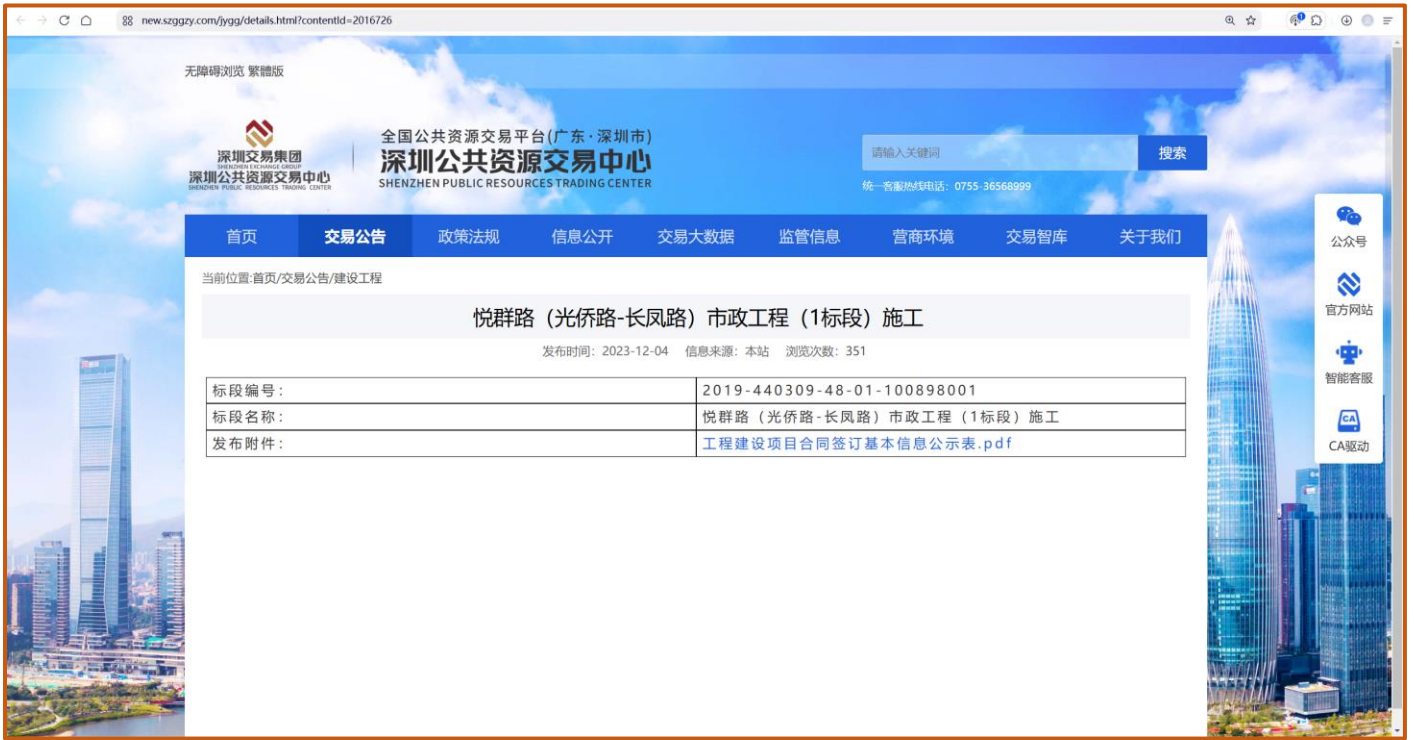 new.szggzy.com/jygg/details.html?contentId=2016726
无障碍浏览 繁體版
深圳交易集团
SHENZHEN EXCHANGE GROUP
深圳公共资源交易中心
SHENZHEN PUBLIC RESOURCES TRADING CENTER
全国公共资源交易平台(广东·深圳市)
深圳公共资源交易中心
SHENZHEN PUBLIC RESOURCES TRADING CENTER
请输入关键词
搜索
统一客服热线电话：0755-36568999
首页 交易公告 政策法规 信息公开 交易大数据 监管信息 营商环境 交易智库 关于我们
当前位置:首页/交易公告/建设工程
悦群路（光侨路-长凤路）市政工程（1标段）施工
发布时间：2023-12-04 信息来源：本站 浏览次数：351
标段编号： 2019-440309-48-01-100898001
标段名称： 悦群路（光侨路-长凤路）市政工程（1标段）施工
发布附件： 工程建设项目合同签订基本信息公示表.pdf
公众号
官方网站
智能客服
CA
CA驱动